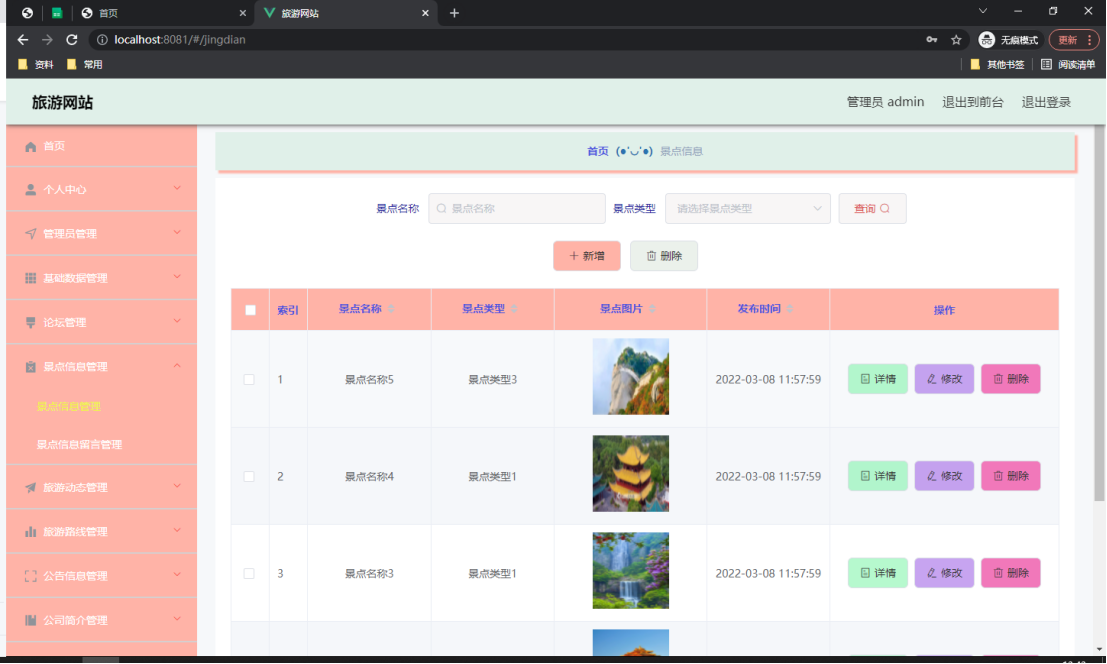 首页
旅游网站
localhost:8081/#/jingdian
无痕模式
更新
资料
常用
其他书签
阅读清单
旅游网站
管理员 admin
退出到前台
退出登录
首页
个人中心
管理员管理
基础数据管理
论坛管理
景点信息管理
景点信息管理
景点信息留言管理
旅游动态管理
旅游路线管理
公告信息管理
公司简介管理
首页 (●'◡'●) 景点信息
景点名称 景点名称 景点类型 请选择景点类型 查询
+ 新增 删除
索引 景点名称 景点类型 景点图片 发布时间 操作
1 景点名称5 景点类型3 2022-03-08 11:57:59 详情 修改 删除
2 景点名称4 景点类型1 2022-03-08 11:57:59 详情 修改 删除
3 景点名称3 景点类型1 2022-03-08 11:57:59 详情 修改 删除